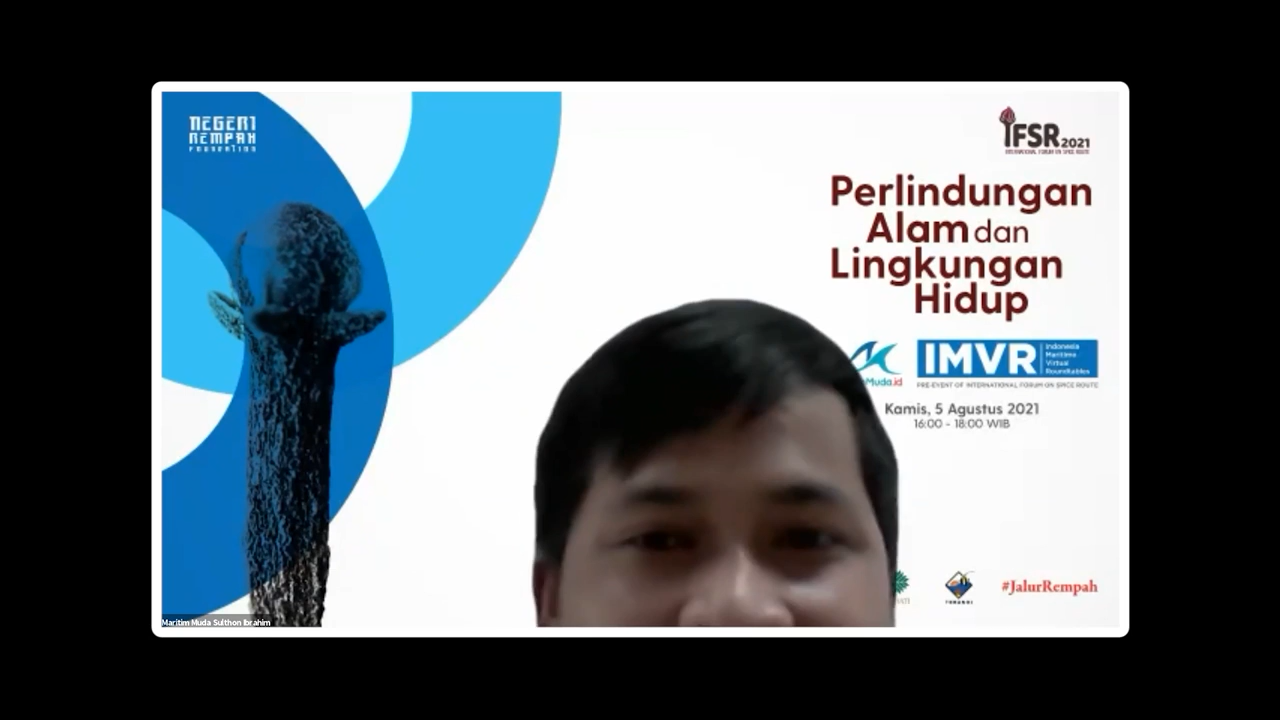 NEGERI
REMPAH
FOUNDATION
IFSR 2021
INTERNATIONAL FORUM ON SPICE ROUTE
Perlindungan
Alam dan
Lingkungan
Hidup
Muda.id
IMVR
Indonesia
Maritime
Virtual
Roundtables
PRE-EVENT OF INTERNATIONAL FORUM ON SPICE ROUTE
Kamis, 5 Agustus 2021
16:00 - 18:00 WIB
#JalurRempah
Maritim Muda Sulthon Ibrahim